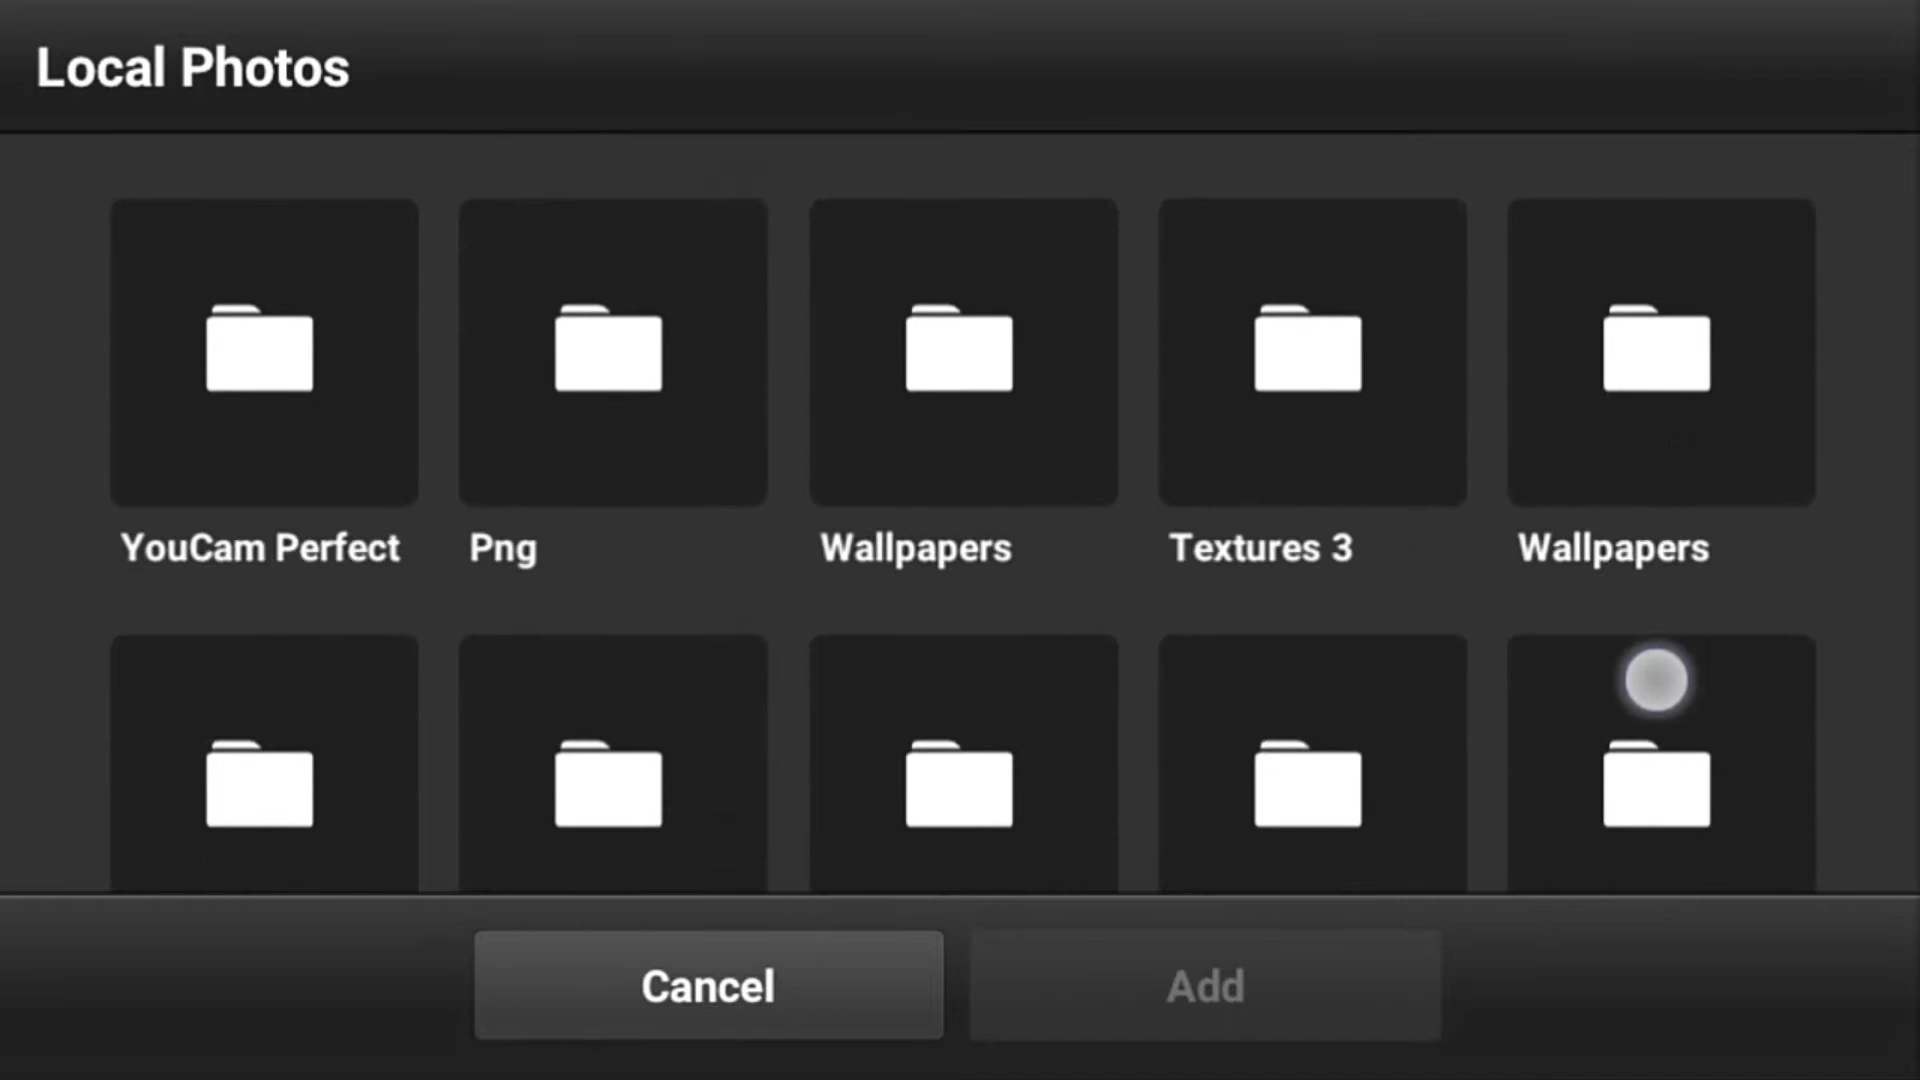 Local Photos
YouCam Perfect
Png
Wallpapers
Textures 3
Wallpapers
Cancel
Add